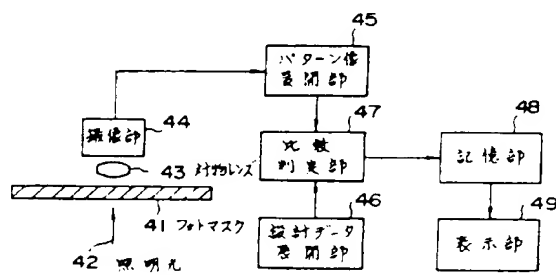 45
パターン像
展開部
44
撮像部
47
比較
判定部
48
記憶部
43 対物レンズ
41 フォトマスク
42 照明光
46
設計データ
展開部
49
表示部